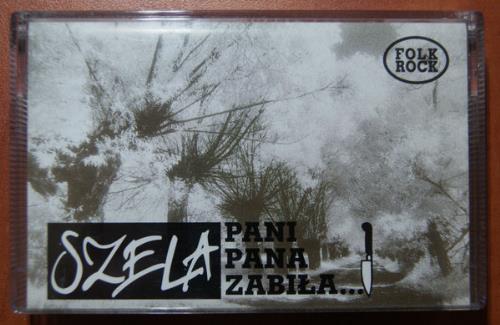 FOLK
ROCK
SZELA
PANI
PANA
ZABIŁA...